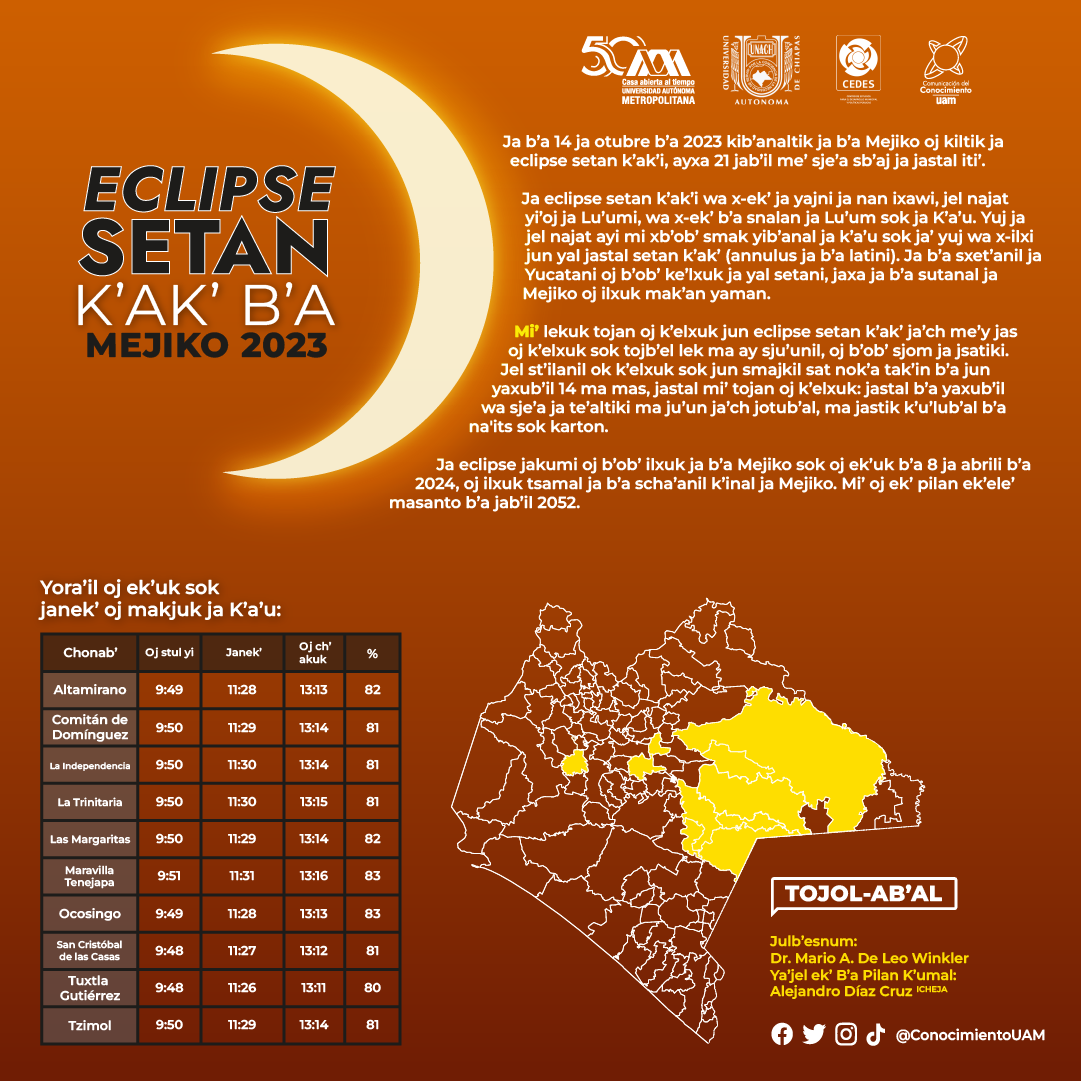 50
Casa abierta al tiempo
UNIVERSIDAD AUTÓNOMA
METROPOLITANA
UNIVERSIDAD
UNACH
DE CHIAPAS
AUTONOMA
CEDES
Comunicación del
Conocimiento
uam
ECLIPSE
SETAN
K’AK’ B’A
MEJIKO 2023
Ja b’a 14 ja otubre b’a 2023 kib’analtik ja b’a Mejiko oj kiltik ja
eclipse setan k’ak’i, ayxa 21 jab’il me’ sje’a sb’aj ja jastal iti’.
Ja eclipse setan k’ak’i wa x-ek’ ja yajni ja nan ixawi, jel najat
yi’oj ja Lu’umi, wa x-ek’ b’a snalan ja Lu’um sok ja K’a’u. Yuj ja
jel najat ayi mi xb’ob’ smak yib’anal ja k’a’u sok ja’ yuj wa x-ilxi
jun yal jastal setan k’ak’ (annulus ja b’a latini). Ja b’a sxet’anil ja
Yucatani oj b’ob’ ke’lxuk ja yal setani, jaxa ja b’a sutanal ja
Mejiko oj ilxuk mak’an yaman.
Mi’ lekuk tojan oj k’elxuk jun eclipse setan k’ak’ ja’ch me’y jas
oj k’elxuk sok tojb’el lek ma ay sju’unil, oj b’ob’ sjom ja jsatiki.
Jel st’ilanil ok k’elxuk sok jun smajkil sat nok’a tak’in b’a jun
yaxub’il 14 ma mas, jastal mi’ tojan oj k’elxuk: jastal b’a yaxub’il
wa sje’a ja te’altiki ma ju’un ja’ch jotub’al, ma jastik k’u’lub’al b’a
na'its sok karton.
Ja eclipse jakumi oj b’ob’ ilxuk ja b’a Mejiko sok oj ek’uk b’a 8 ja abrili b’a
2024, oj ilxuk tsamal ja b’a scha’anil k’inal ja Mejiko. Mi’ oj ek’ pilan ek’ele’
masanto b’a jab’il 2052.
Yora’il oj ek’uk sok
janek’ oj makjuk ja K’a’u:
Chonab’ Oj stul yi Janek’ Oj ch’ akuk %
Altamirano 9:49 11:28 13:13 82
Comitán de Domínguez 9:50 11:29 13:14 81
La Independencia 9:50 11:30 13:14 81
La Trinitaria 9:50 11:30 13:15 81
Las Margaritas 9:50 11:29 13:14 82
Maravilla Tenejapa 9:51 11:31 13:16 83
Ocosingo 9:49 11:28 13:13 83
San Cristóbal de las Casas 9:48 11:27 13:12 81
Tuxtla Gutiérrez 9:48 11:26 13:11 80
Tzimol 9:50 11:29 13:14 81
TOJOL-AB’AL
Julb’esnum:
Dr. Mario A. De Leo Winkler
Ya’jel ek’ B’a Pilan K’umal:
Alejandro Díaz Cruz ICHEJA
@ConocimientoUAM